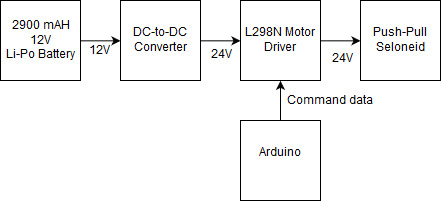 2900 mAH
12V
Li-Po Battery
12V
DC-to-DC
Converter
24V
L298N Motor
Driver
24V
Push-Pull
Seloneid
Command data
Arduino